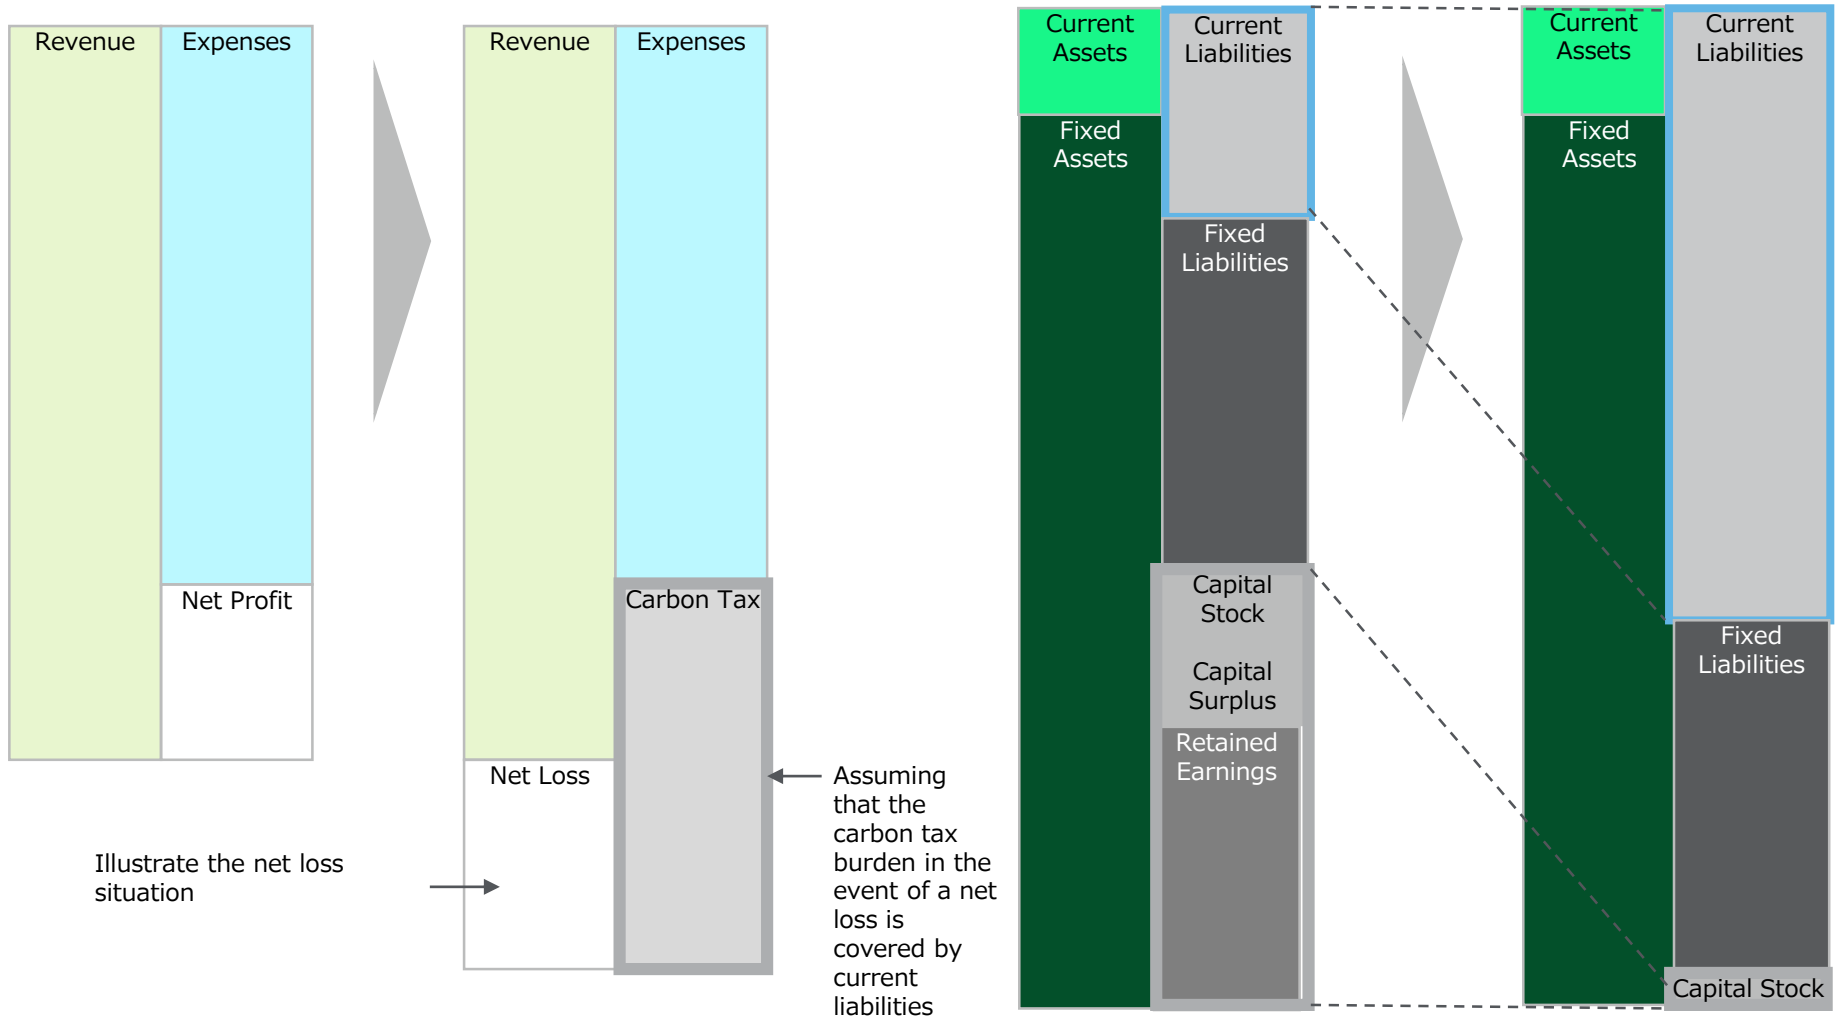 Revenue
Expenses
Net Profit
Revenue
Expenses
Carbon Tax
Net Loss
Illustrate the net loss
situation
Assuming
that the
carbon tax
burden in the
event of a net
loss is
covered by
current
liabilities
Current
Assets
Fixed
Assets
Current
Liabilities
Fixed
Liabilities
Capital
Stock
Capital
Surplus
Retained
Earnings
Current
Assets
Fixed
Assets
Current
Liabilities
Fixed
Liabilities
Capital Stock